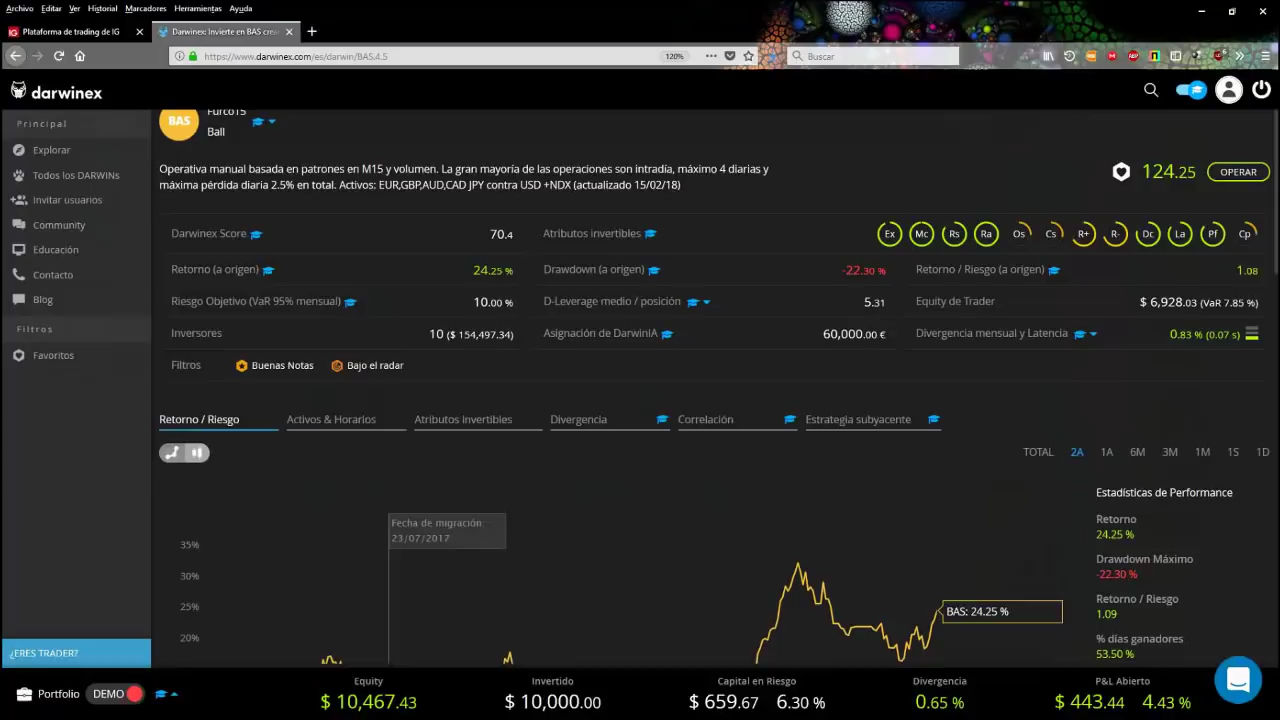 Archivo Editar Ver Historial Marcadores Herramientas Ayuda
Plataforma de trading de IG
Darwinex: Invierte en BAS crea
https://www.darwinex.com/es/darwin/BAS.4.5
120%
Buscar
darwinex
Principal
Explorar
Todos los DARWINs
Invitar usuarios
Community
Educación
Contacto
Blog
Filtros
Favoritos
¿ERES TRADER?
BAS
Furco15
Ball
Operativa manual basada en patrones en M15 y volumen. La gran mayoría de las operaciones son intradía, máximo 4 diarias y
máxima pérdida diaria 2.5% en total. Activos: EUR,GBP,AUD,CAD JPY contra USD +NDX (actualizado 15/02/18)
124.25 OPERAR
Darwinex Score 70.4 Atributos invertibles Ex Mc Rs Ra Os Cs R+ R- Dc La Pf Cp
Retorno (a origen) 24.25 % Drawdown (a origen) -22.30 % Retorno / Riesgo (a origen) 1.08
Riesgo Objetivo (VaR 95% mensual) 10.00 % D-Leverage medio / posición 5.31 Equity de Trader $ 6,928.03 (VaR 7.85 %)
Inversores 10 ($ 154,497.34) Asignación de DarwinIA 60,000.00 € Divergencia mensual y Latencia 0.83 % (0.07 s)
Filtros Buenas Notas Bajo el radar
Retorno / Riesgo Activos & Horarios Atributos Invertibles Divergencia Correlación Estrategia subyacente
TOTAL 2A 1A 6M 3M 1M 1S 1D
Fecha de migración:
23/07/2017
35%
30%
25%
20%
BAS: 24.25 %
Estadísticas de Performance
Retorno
24.25 %
Drawdown Máximo
-22.30 %
Retorno / Riesgo
1.09
% días ganadores
53.50 %
Portfolio DEMO
Equity
$ 10,467.43
Invertido
$ 10,000.00
Capital en Riesgo
$ 659.67 6.30 %
Divergencia
0.65 %
P&L Abierto
$ 443.44 4.43 %